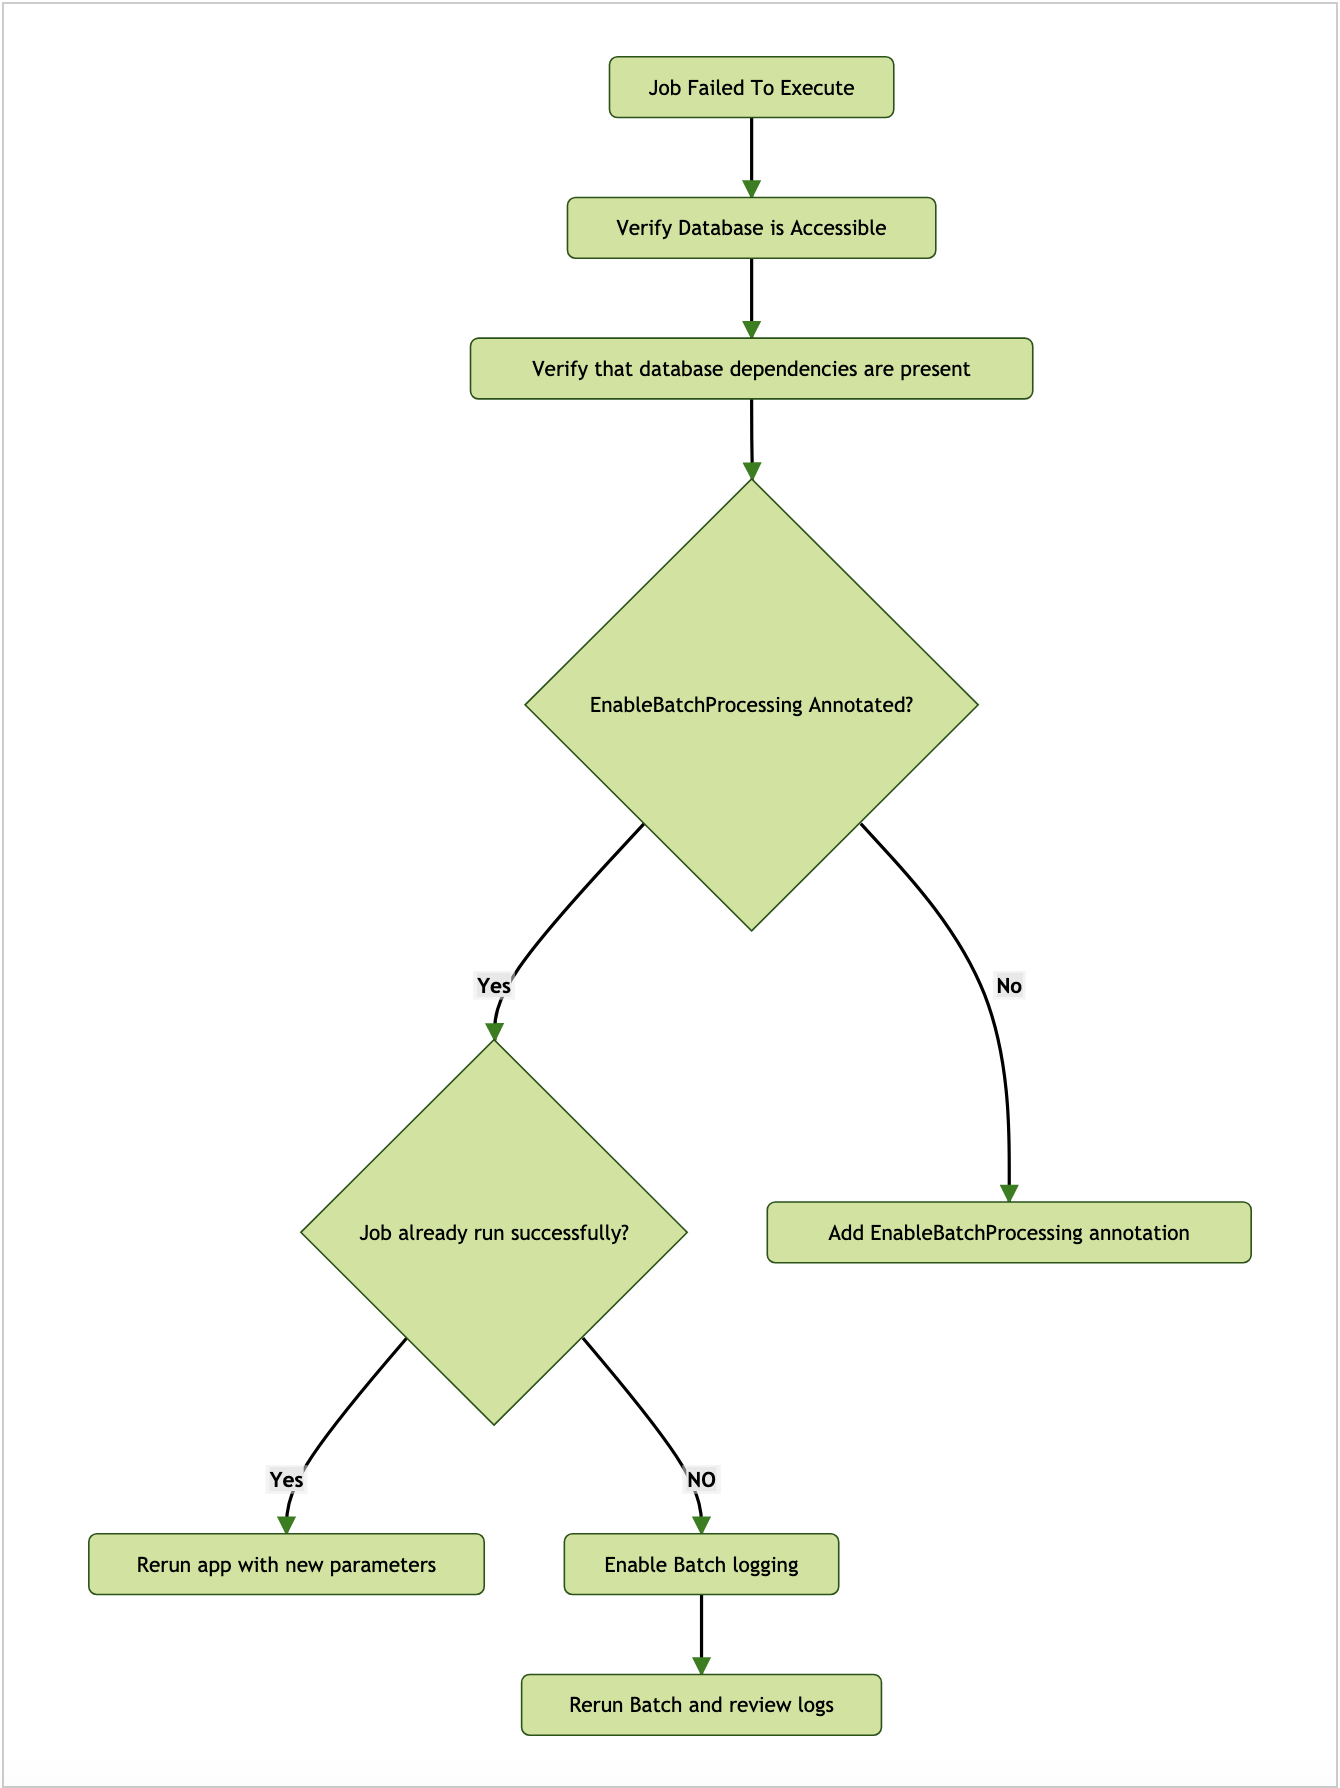 Job Failed To Execute
Verify Database is Accessible
Verify that database dependencies are present
EnableBatchProcessing Annotated?
Yes
No
Job already run successfully?
Add EnableBatchProcessing annotation
Yes
NO
Rerun app with new parameters
Enable Batch logging
Rerun Batch and review logs